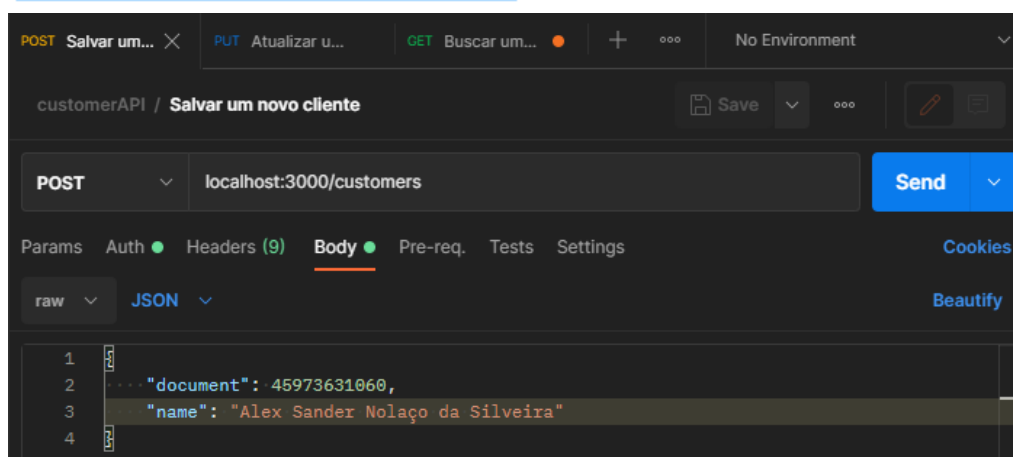 POST Salvar um... PUT Atualizar u... GET Buscar um... No Environment
customerAPI / Salvar um novo cliente Save
POST localhost:3000/customers Send
Params Auth Headers (9) Body Pre-req. Tests Settings Cookies
raw JSON Beautify
1 {
2 "document": 45973631060,
3 "name": "Alex Sander Nolaço da Silveira"
4 }